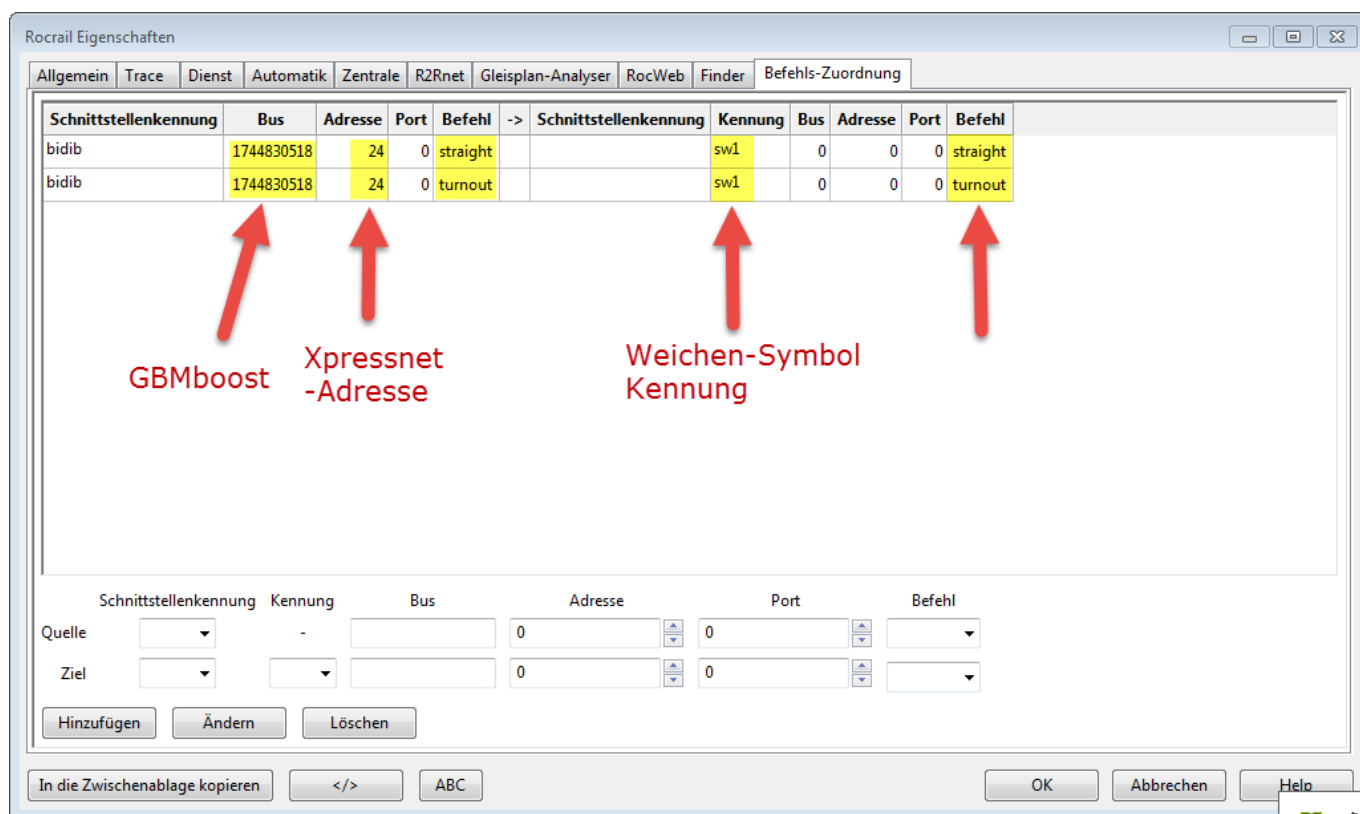 Rocrail Eigenschaften
Allgemein Trace Dienst Automatik Zentrale R2Rnet Gleisplan-Analyser RocWeb Finder Befehls-Zuordnung
Schnittstellenkennung Bus Adresse Port Befehl -> Schnittstellenkennung Kennung Bus Adresse Port Befehl
bidib 1744830518 24 0 straight sw1 0 0 0 straight
bidib 1744830518 24 0 turnout sw1 0 0 0 turnout
GBMboost
Xpressnet
-Adresse
Weichen-Symbol
Kennung
Schnittstellenkennung Kennung Bus Adresse Port Befehl
Quelle - 0 0
Ziel 0 0
Hinzufügen Ändern Löschen
In die Zwischenablage kopieren </> ABC OK Abbrechen Help